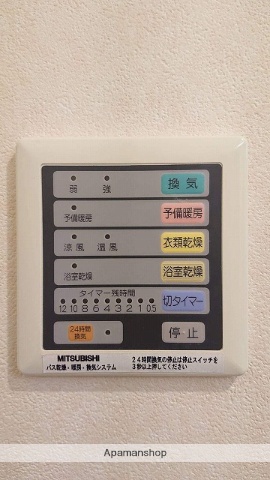 弱 強 換気
予備暖房 予備暖房
涼風 温風 衣類乾燥
浴室乾燥 浴室乾燥
タイマー残時間
12 10 8 6 4 3 2 1 05 切タイマー
24時間
換気
停止
MITSUBISHI
バス乾燥・暖房・換気システム
24時間換気の停止は停止スイッチを
3秒以上押してください
Apamanshop